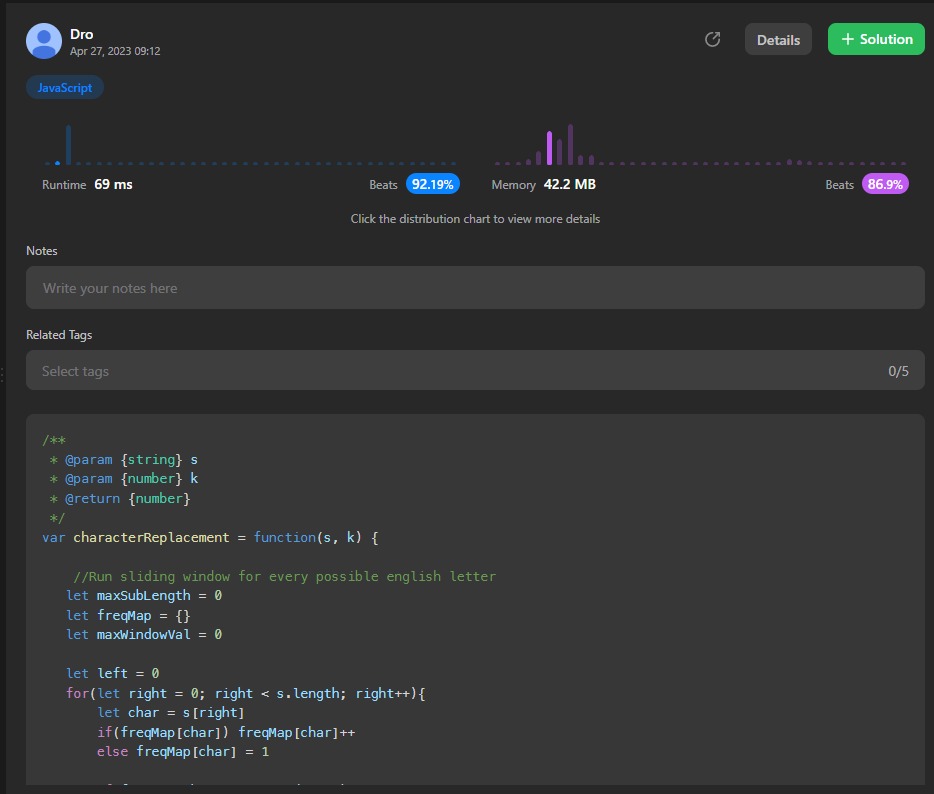 Dro
Apr 27, 2023 09:12
Details
+ Solution
JavaScript
Runtime 69 ms
Beats 92.19%
Memory 42.2 MB
Beats 86.9%
Click the distribution chart to view more details
Notes
Write your notes here
Related Tags
Select tags 0/5
/**
 * @param {string} s
 * @param {number} k
 * @return {number}
 */
var characterReplacement = function(s, k) {
    //Run sliding window for every possible english letter
   let maxSubLength = 0
   let freqMap = {}
   let maxWindowVal = 0
   let left = 0
   for(let right = 0; right < s.length; right++){
       let char = s[right]
       if(freqMap[char]) freqMap[char]++
       else freqMap[char] = 1